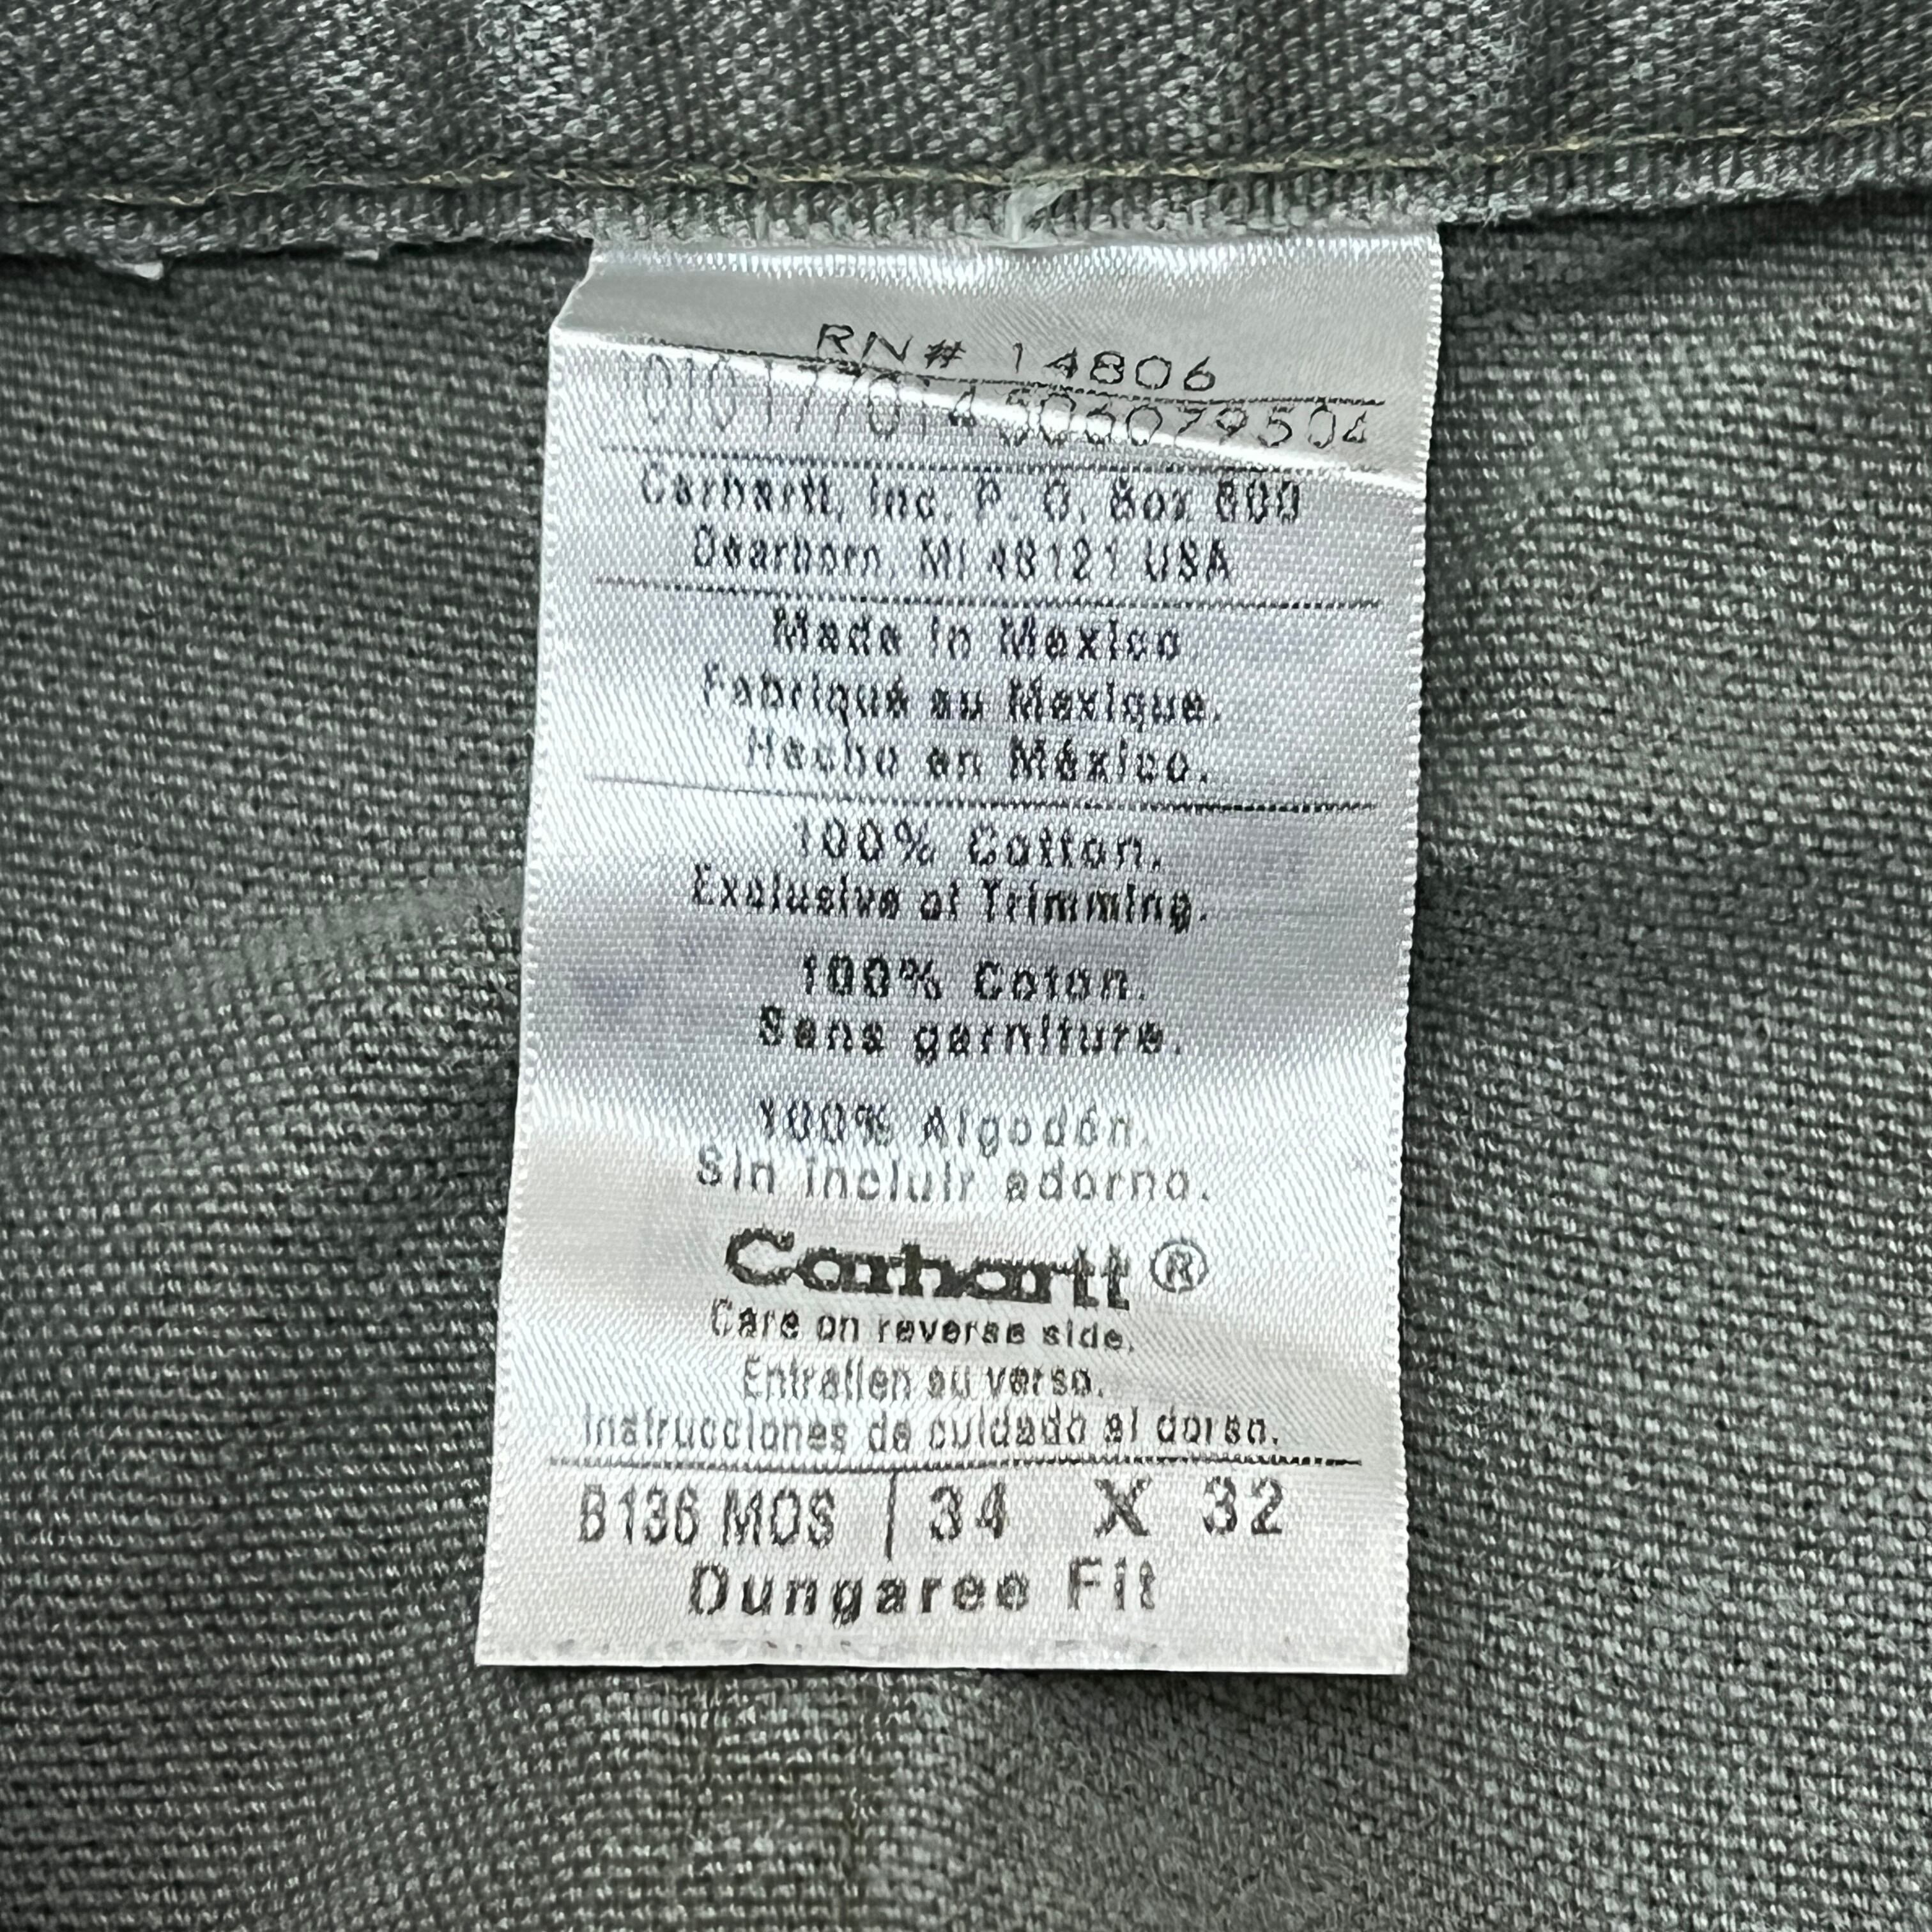 RN# 14806
Carhartt, Inc. P. O. Box 600
Dearborn, MI 48121 USA
Made in Mexico
Fabriqué au Mexique.
Hecho en México.
100% Cotton.
Exclusive of Trimming.
100% Coton.
Sans garniture.
100% Algodón.
Sin incluir adorno.
Carhartt®
Care on reverse side.
Entretien au verso.
Instrucciones de cuidado al dorso.
B136 MOS | 34 X 32
Dungaree Fit